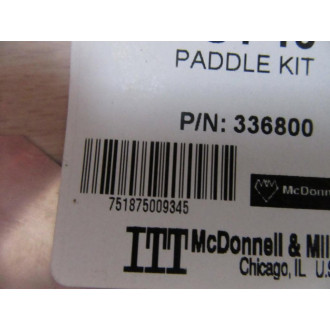 PADDLE KIT
P/N: 336800
751875009345
ITT McDonnell & Mil
Chicago, IL U.S